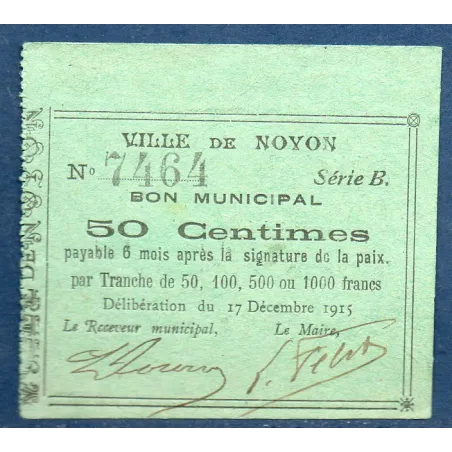 VILLE DE NOYON
No 7464 Série B.
BON MUNICIPAL
50 Centimes
payable 6 mois après la signature de la paix.
par Tranche de 50, 100, 500 ou 1000 francs
Délibération du 17 Décembre 1915
Le Receveur municipal, Le Maire,